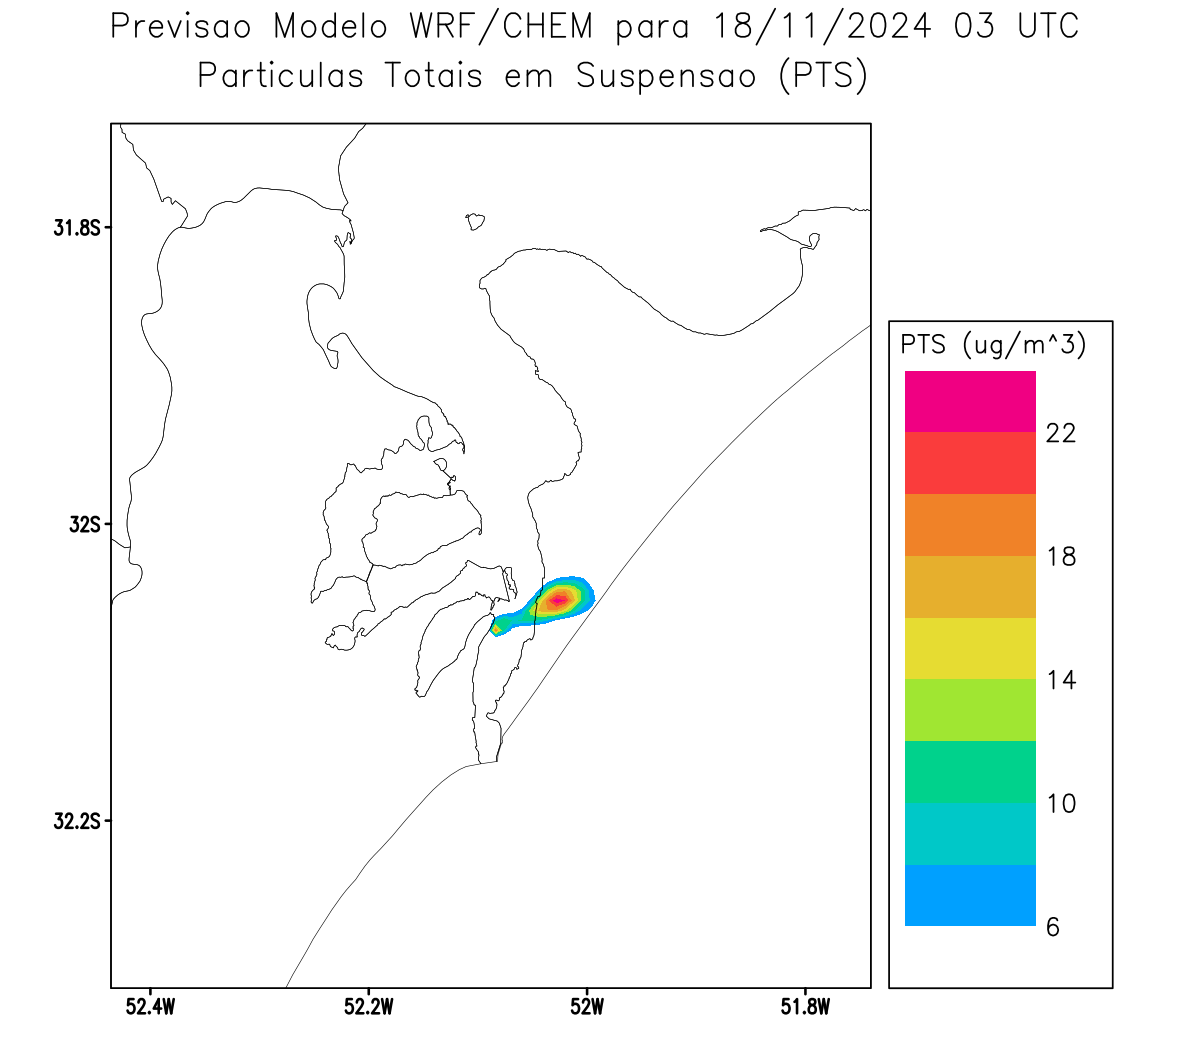 Previsao Modelo WRF/CHEM para 18/11/2024 03 UTC
Particulas Totais em Suspensao (PTS)
31.8S
32S
32.2S
52.4W
52.2W
52W
51.8W
PTS (ug/m^3)
22
18
14
10
6